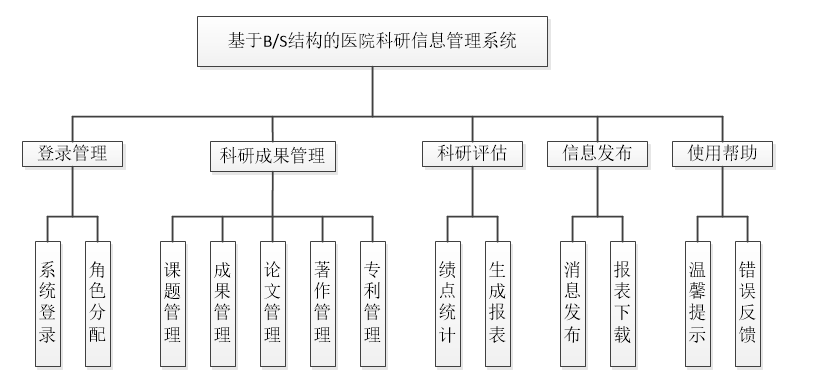 基于B/S结构的医院科研信息管理系统
登录管理
科研成果管理
科研评估
信息发布
使用帮助
系统登录
角色分配
课题管理
成果管理
论文管理
著作管理
专利管理
绩点统计
生成报表
消息发布
报表下载
温馨提示
错误反馈